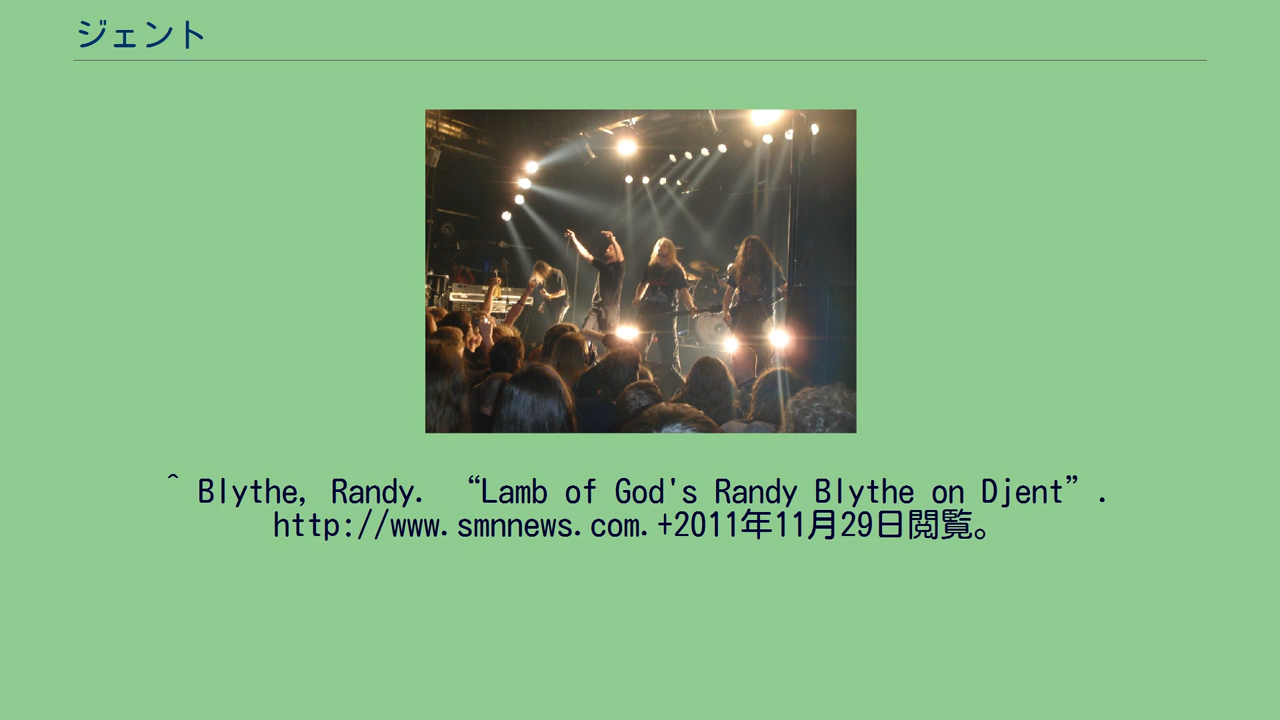 ジェント
^ Blythe, Randy. “Lamb of God's Randy Blythe on Djent”.
http://www.smnnews.com.+2011年11月29日閲覧。